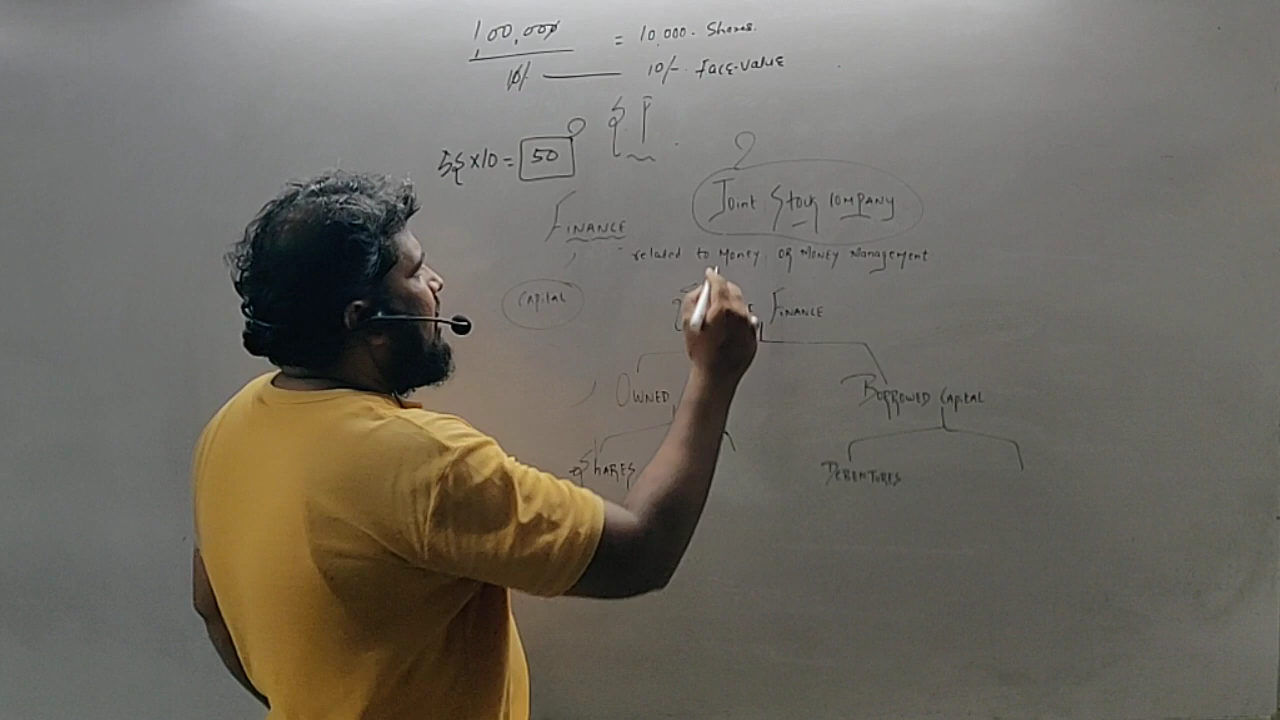 100,000 = 10,000. Shares.
10/- 10/- face-value
5 × 10 = 50
Joint Stock COMPANY
FINANCE
related to Money OR MONEY Management
CAPITAL
FINANCE
OWNED
BORROWED CAPITAL
SHARES
DEBENTURES